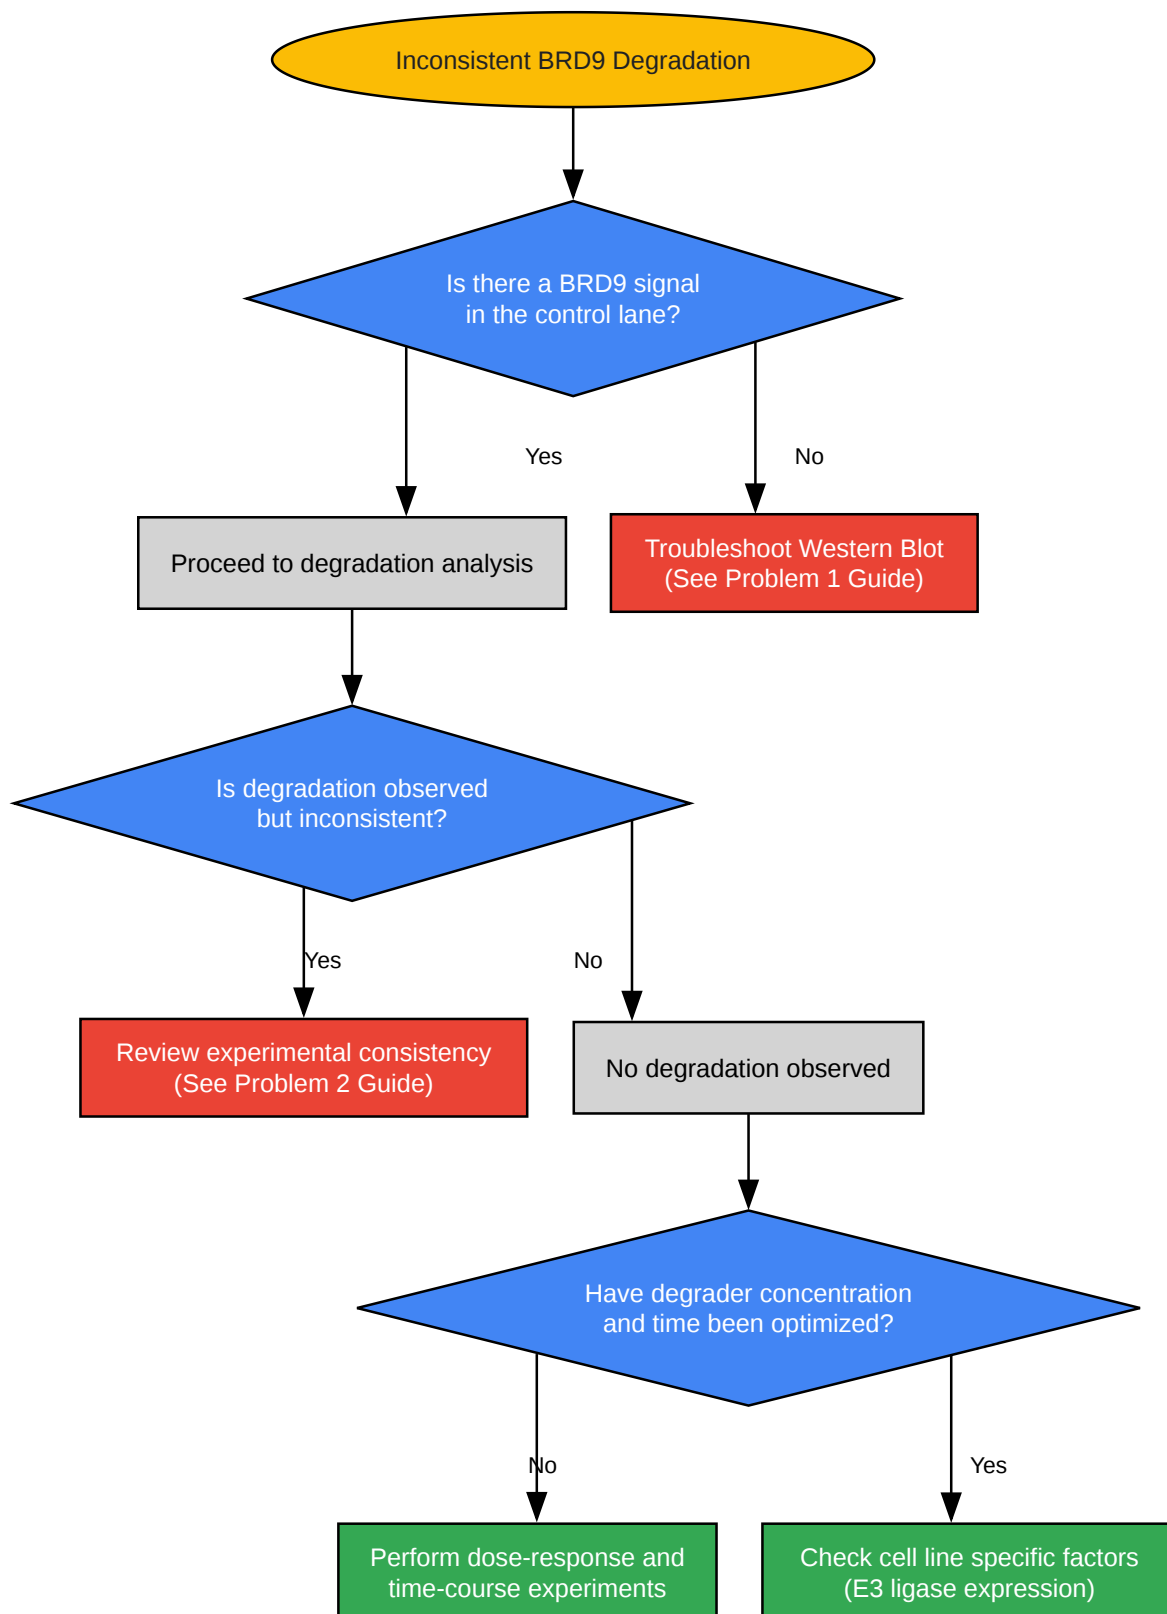 Inconsistent BRD9 Degradation
Is there a BRD9 signal
in the control lane?
Yes
No
Proceed to degradation analysis
Troubleshoot Western Blot
(See Problem 1 Guide)
Is degradation observed
but inconsistent?
Yes
No
Review experimental consistency
(See Problem 2 Guide)
No degradation observed
Have degrader concentration
and time been optimized?
No
Yes
Perform dose-response and
time-course experiments
Check cell line specific factors
(E3 ligase expression)